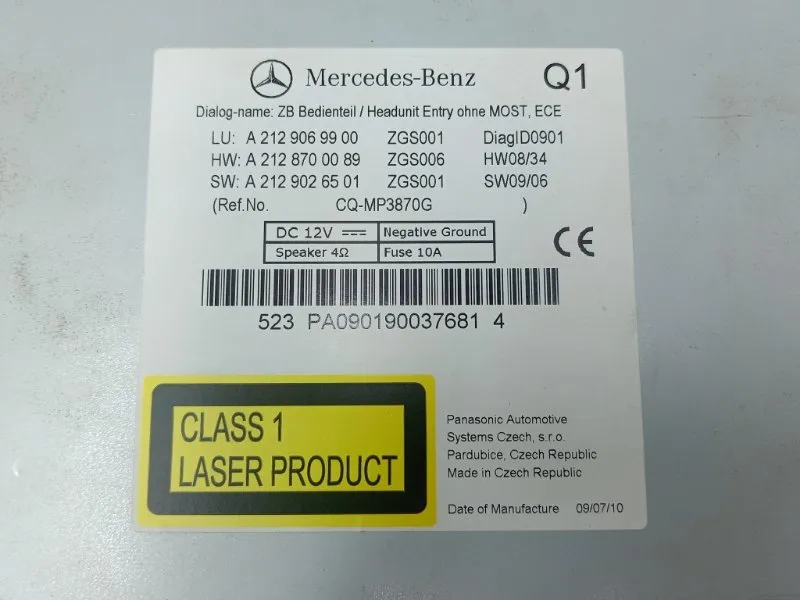 Mercedes-Benz Q1
Dialog-name: ZB Bedienteil / Headunit Entry ohne MOST, ECE
LU: A 212 906 99 00 ZGS001 DiagID0901
HW: A 212 870 00 89 ZGS006 HW08/34
SW: A 212 902 65 01 ZGS001 SW09/06
(Ref.No. CQ-MP3870G )
DC 12V Negative Ground
Speaker 4Ω Fuse 10A
CE
523 PA090190037681 4
CLASS 1
LASER PRODUCT
Panasonic Automotive
Systems Czech, s.r.o.
Pardubice, Czech Republic
Made in Czech Republic
Date of Manufacture 09/07/10